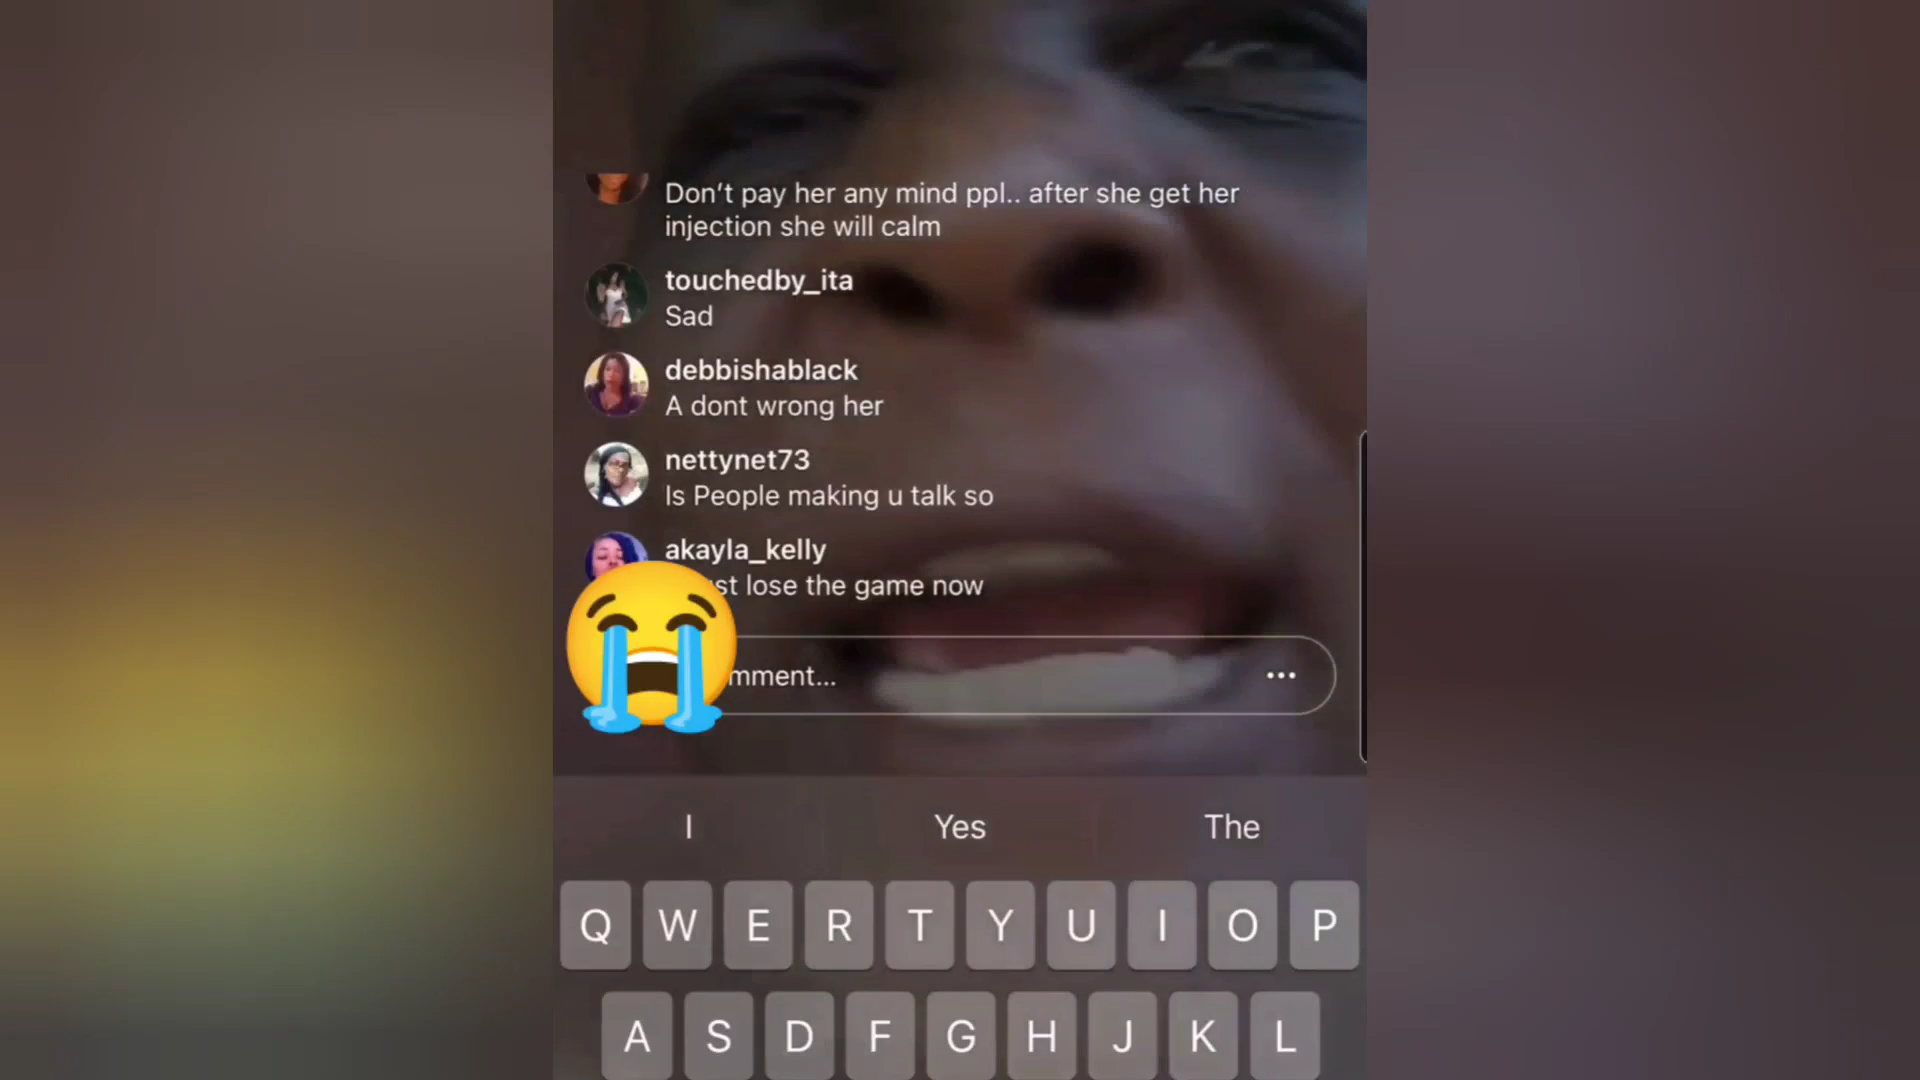 Don't pay her any mind ppl.. after she get her
injection she will calm
touchedby_ita
Sad
debbishablack
A dont wrong her
nettynet73
Is People making u talk so
akayla_kelly
lose the game now
I Yes The
Q W E R T Y U I O P
A S D F G H J K L